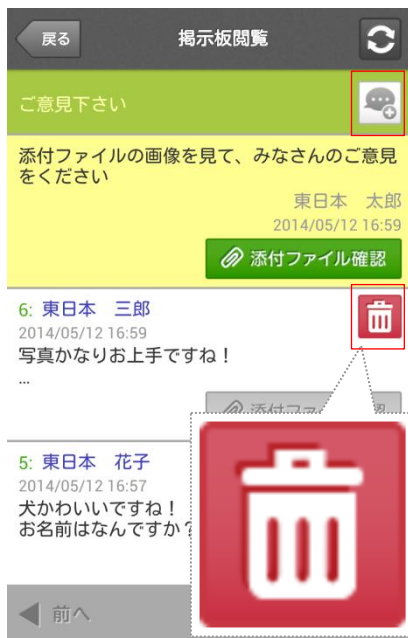 戻る
掲示板閲覧
ご意見下さい
添付ファイルの画像を見て、みなさんのご意見
をください
東日本　太郎
2014/05/12 16:59
添付ファイル確認
6: 東日本　三郎
2014/05/12 16:59
写真かなりお上手ですね！
...
添付ファ
5: 東日本　花子
2014/05/12 16:57
犬かわいいですね！
お名前はなんですか？
前へ